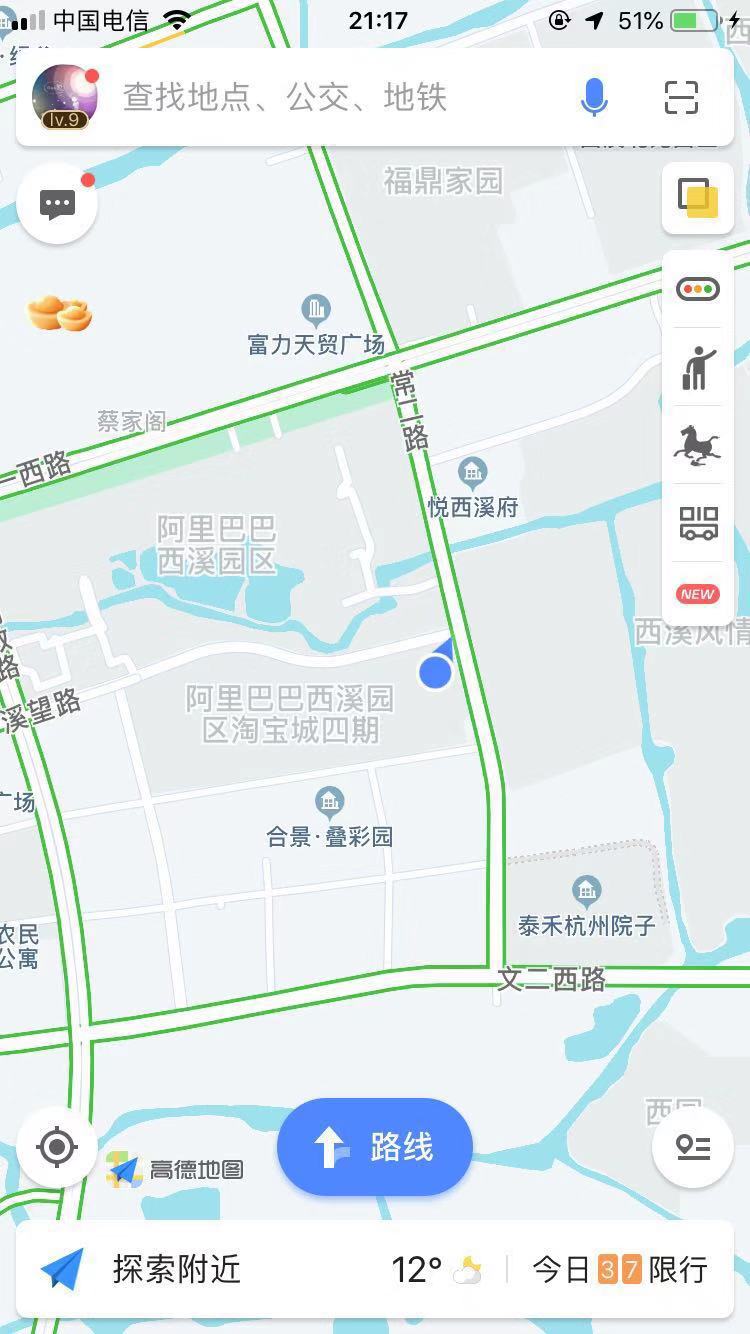 中国电信
21:17
51%
lv.9
查找地点、公交、地铁
福鼎家园
富力天贸广场
常二路
蔡家阁
一西路
悦西溪府
阿里巴巴
西溪园区
NEW
西溪风情
路
溪望路
阿里巴巴西溪园
区淘宝城四期
广场
合景·叠彩园
泰禾杭州院子
农民
公寓
文二西路
西
路线
高德地图
探索附近
12°
今日37限行